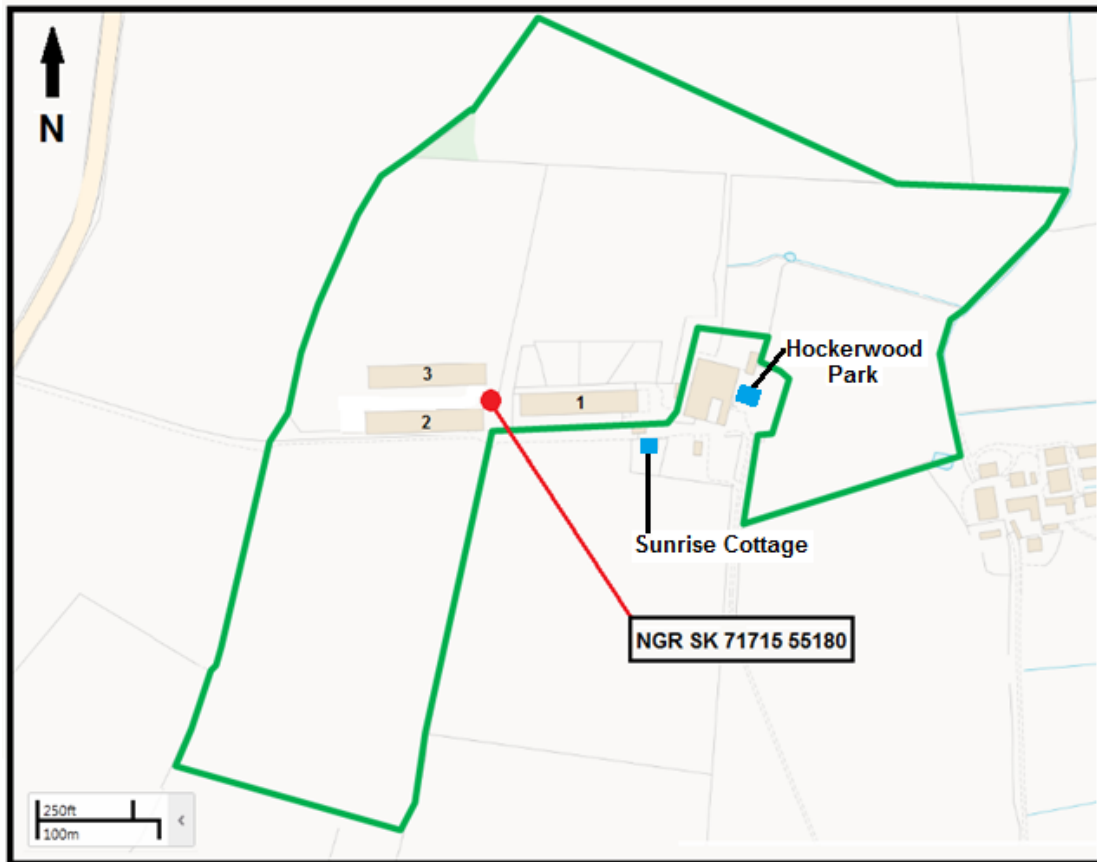 N
Hockerwood
Park
3
1
2
Sunrise Cottage
NGR SK 71715 55180
250ft
100m
<